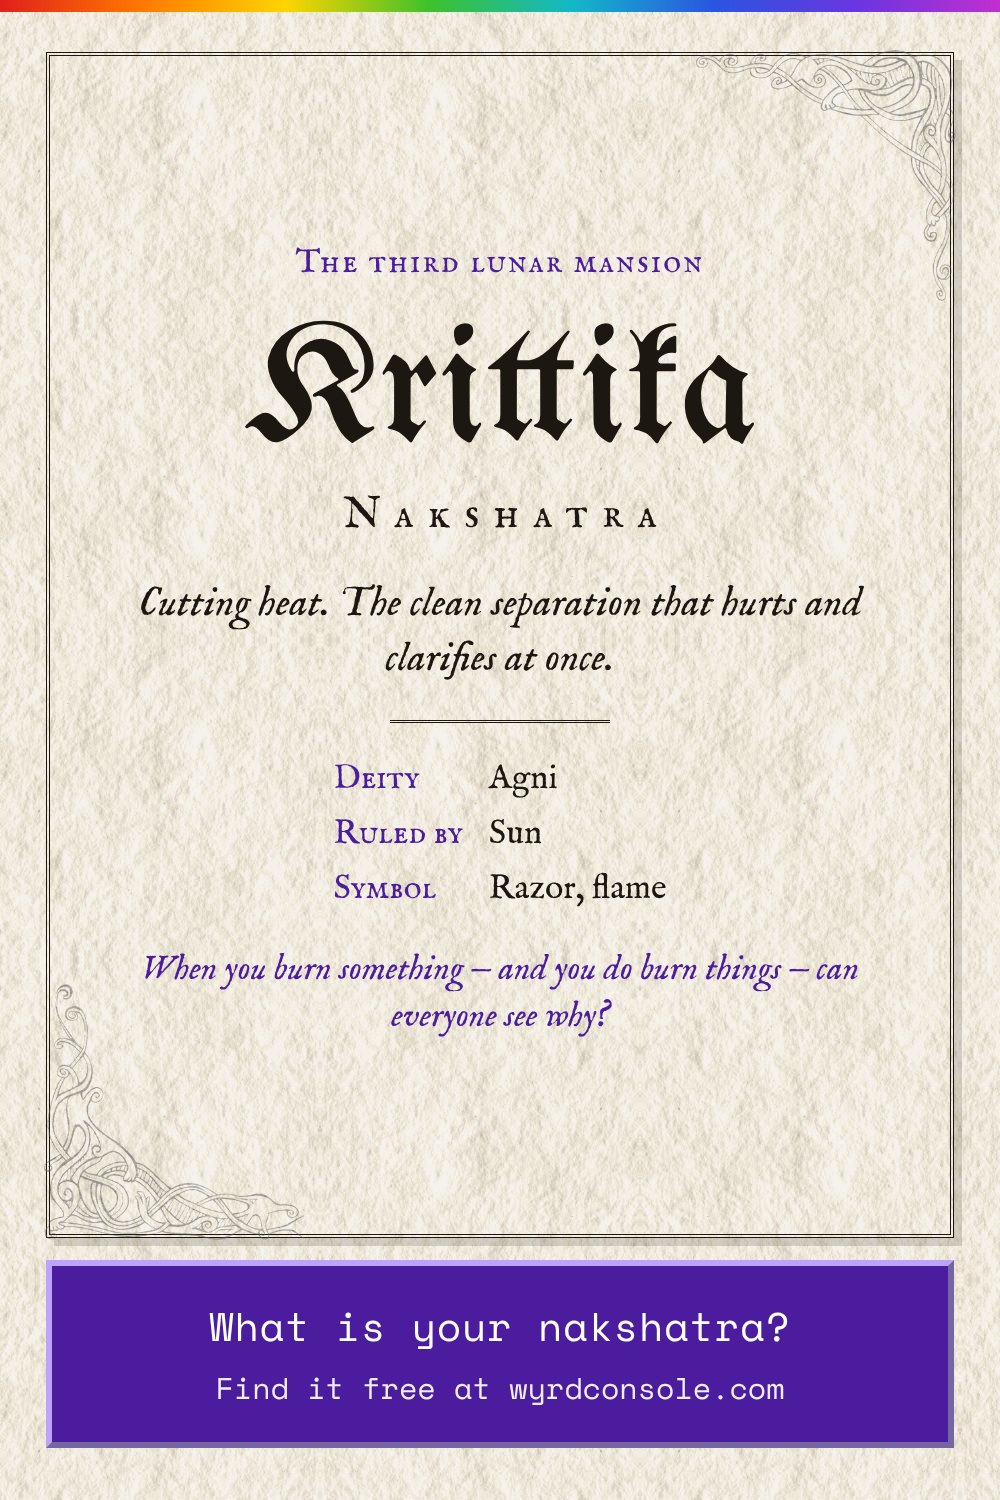 The third lunar mansion
Krittika
Nakshatra
Cutting heat. The clean separation that hurts and
clarifies at once.
Deity Agni
Ruled by Sun
Symbol Razor, flame
When you burn something — and you do burn things — can
everyone see why?
What is your nakshatra?
Find it free at wyrdconsole.com